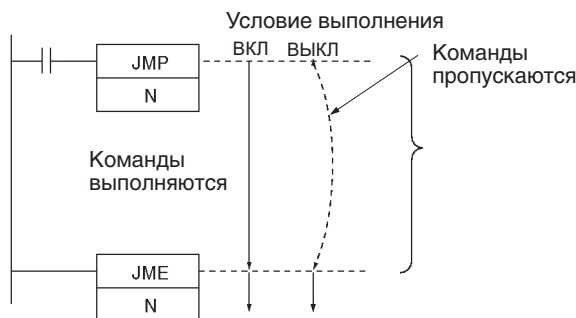 Условие выполнения
ВКЛ ВЫКЛ
Команды
пропускаются
JMP
N
Команды
выполняются
JME
N